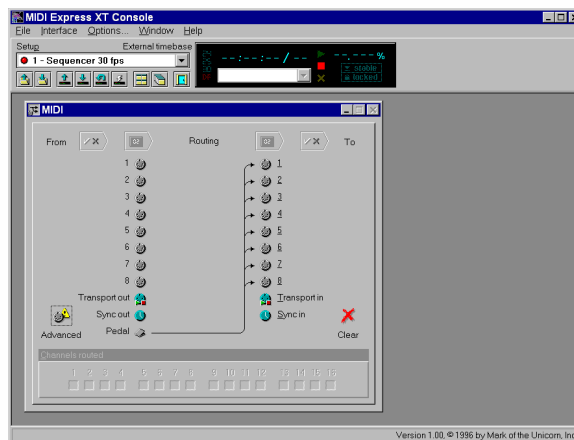 MIDI Express XT Console
File Interface Options... Window Help
Setup External timebase
1 - Sequencer 30 fps
--:--:--/-- --.--%
stable
locked
MIDI
From Routing To
1 1
2 2
3 3
4 4
5 5
6 6
7 7
8 8
Transport out Transport in
Sync out Sync in
Pedal
Advanced Clear
Channels routed
1 2 3 4 5 6 7 8 9 10 11 12 13 14 15 16
Version 1.00, © 1996 by Mark of the Unicorn, Inc